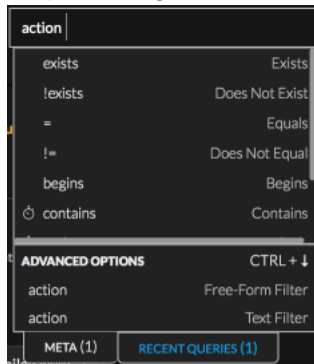 action
exists Exists
!exists Does Not Exist
= Equals
!= Does Not Equal
begins Begins
contains Contains
ADVANCED OPTIONS CTRL + ↓
action Free-Form Filter
action Text Filter
META (1) RECENT QUERIES (1)